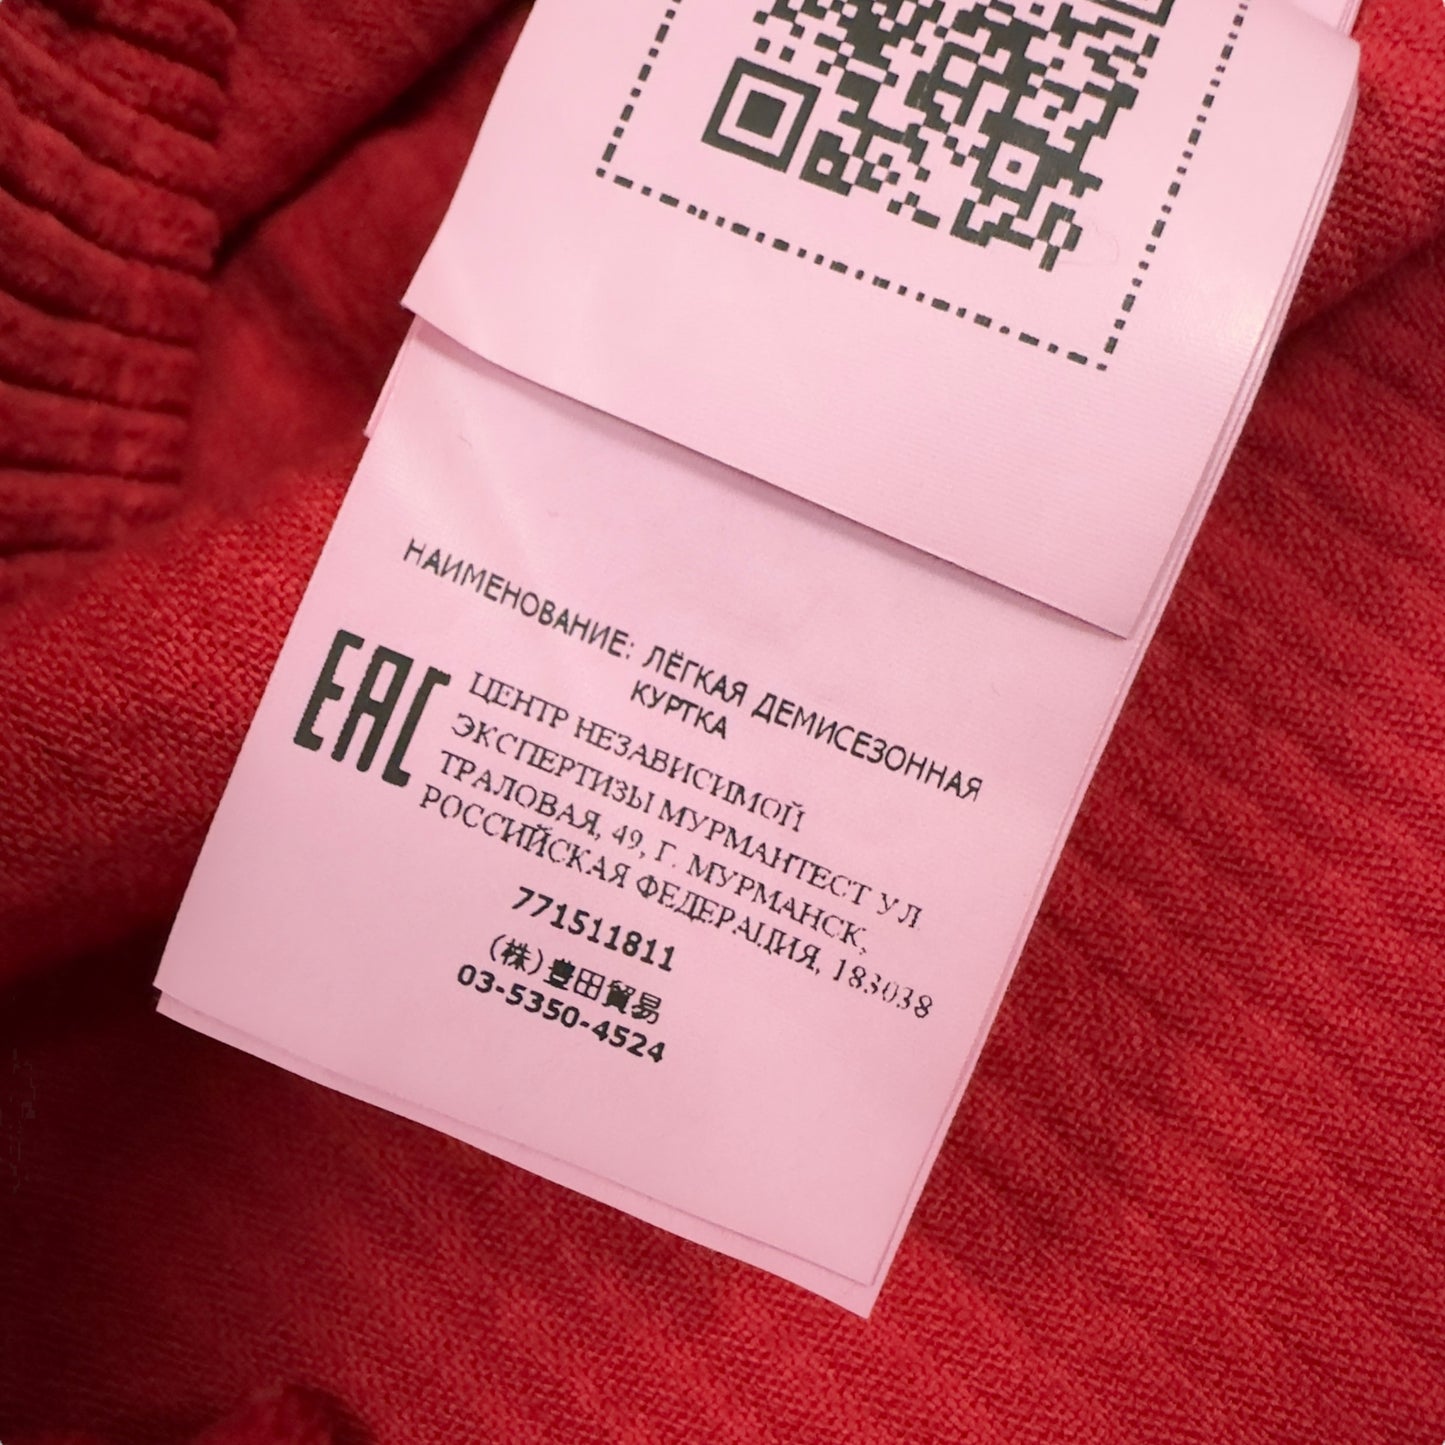 НАИМЕНОВАНИЕ: ЛЁГКАЯ ДЕМИСЕЗОННАЯ
КУРТКА
EAC
ЦЕНТР НЕЗАВИСИМОЙ
ЭКСПЕРТИЗЫ МУРМАНТЕСТ УЛ
ТРАЛОВАЯ, 49, Г. МУРМАНСК,
РОССИЙСКАЯ ФЕДЕРАЦИЯ, 183038
771511811
(株)豊田貿易
03-5350-4524